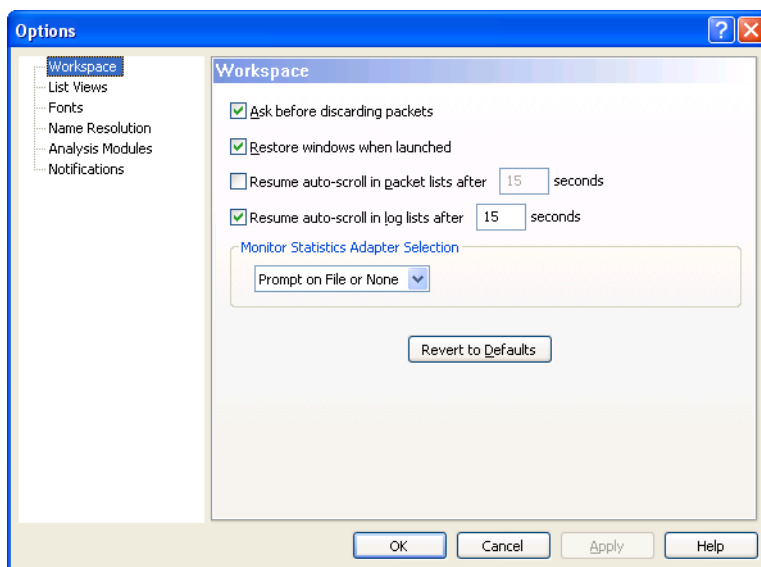 Options
Workspace
List Views
Fonts
Name Resolution
Analysis Modules
Notifications
Workspace
Ask before discarding packets
Restore windows when launched
Resume auto-scroll in packet lists after 15 seconds
Resume auto-scroll in log lists after 15 seconds
Monitor Statistics Adapter Selection
Prompt on File or None
Revert to Defaults
OK Cancel Apply Help